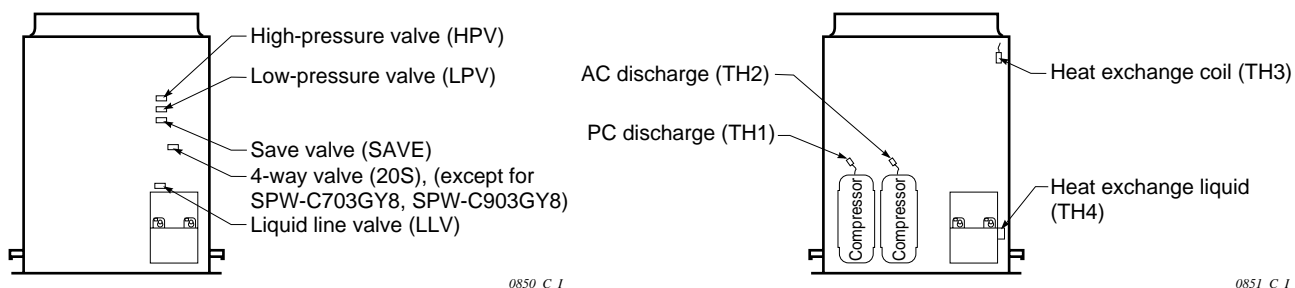 High-pressure valve (HPV)
Low-pressure valve (LPV)
Save valve (SAVE)
4-way valve (20S), (except for
SPW-C703GY8, SPW-C903GY8)
Liquid line valve (LLV)
0850_C_I
AC discharge (TH2)
PC discharge (TH1)
Heat exchange coil (TH3)
Heat exchange liquid
(TH4)
Compressor
Compressor
0851_C_I